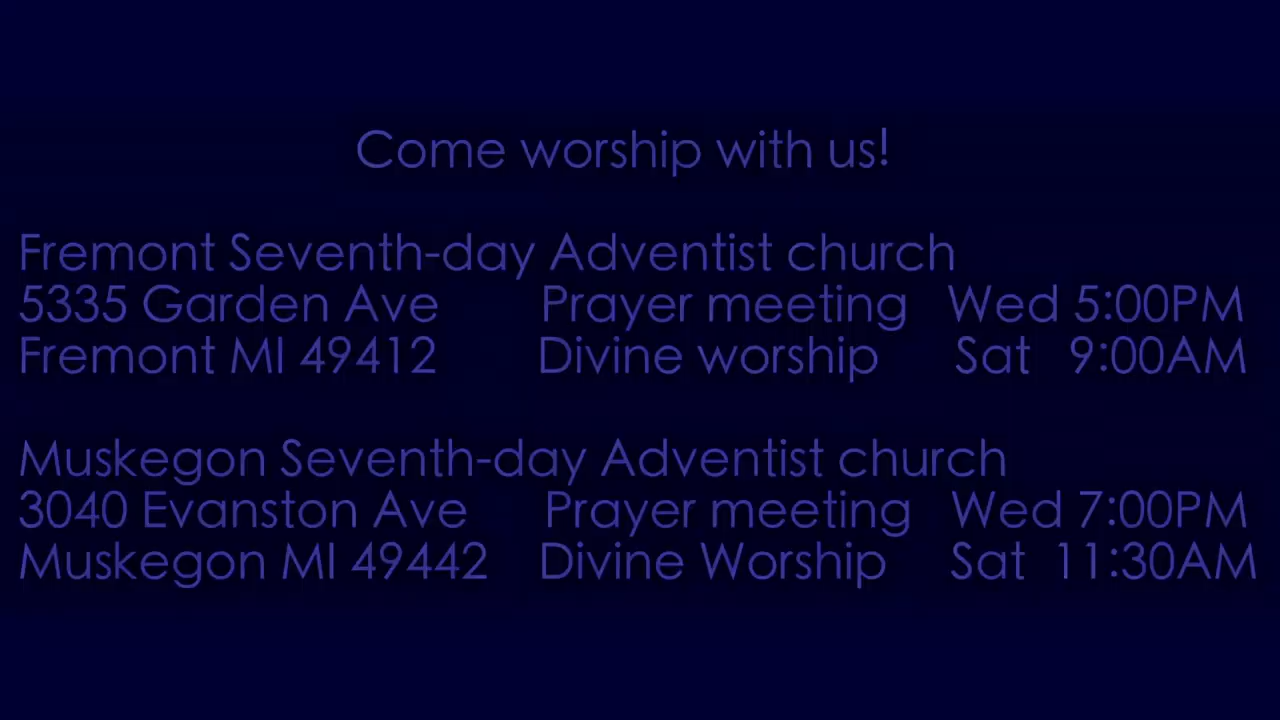 Come worship with us!
Fremont Seventh-day Adventist church
5335 Garden Ave Prayer meeting Wed 5:00PM
Fremont MI 49412 Divine worship Sat 9:00AM
Muskegon Seventh-day Adventist church
3040 Evanston Ave Prayer meeting Wed 7:00PM
Muskegon MI 49442 Divine Worship Sat 11:30AM